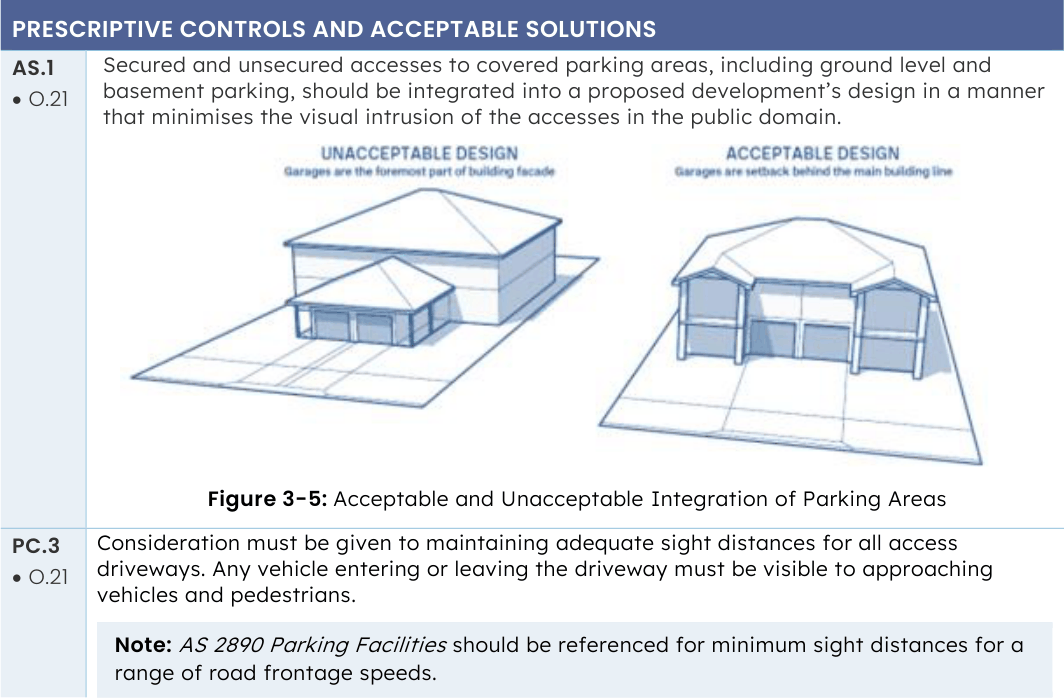 PRESCRIPTIVE CONTROLS AND ACCEPTABLE SOLUTIONS
AS.1
• O.21
Secured and unsecured accesses to covered parking areas, including ground level and
basement parking, should be integrated into a proposed development's design in a manner
that minimises the visual intrusion of the accesses in the public domain.
UNACCEPTABLE DESIGN
Garages are the foremost part of building facade
ACCEPTABLE DESIGN
Garages are setback behind the main building line
Figure 3-5: Acceptable and Unacceptable Integration of Parking Areas
PC.3
• O.21
Consideration must be given to maintaining adequate sight distances for all access
driveways. Any vehicle entering or leaving the driveway must be visible to approaching
vehicles and pedestrians.
Note: AS 2890 Parking Facilities should be referenced for minimum sight distances for a
range of road frontage speeds.